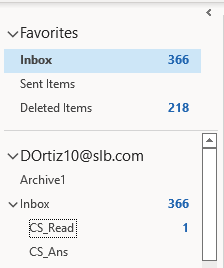 Favorites
Inbox 366
Sent Items
Deleted Items 218
DOrtiz10@slb.com
Archive1
Inbox 366
CS_Read 1
CS_Ans